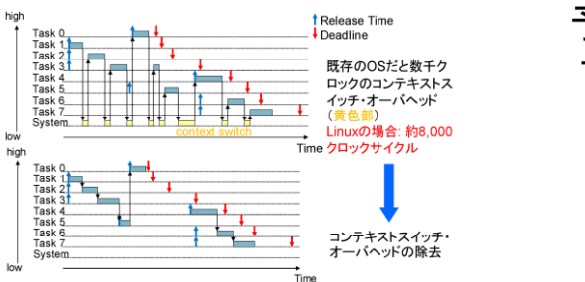 high
Task 0
Task 1
Task 2
Task 3
Task 4
Task 5
Task 6
Task 7
System
low
context switch
Time
Release Time
Deadline
既存のOSだと数千ク
ロックのコンテキストス
イッチ・オーバヘッド
(黄色部)
Linuxの場合: 約8,000
クロックサイクル
high
Task 0
Task 1
Task 2
Task 3
Task 4
Task 5
Task 6
Task 7
System
low
Time
コンテキストスイッチ・
オーバヘッドの除去